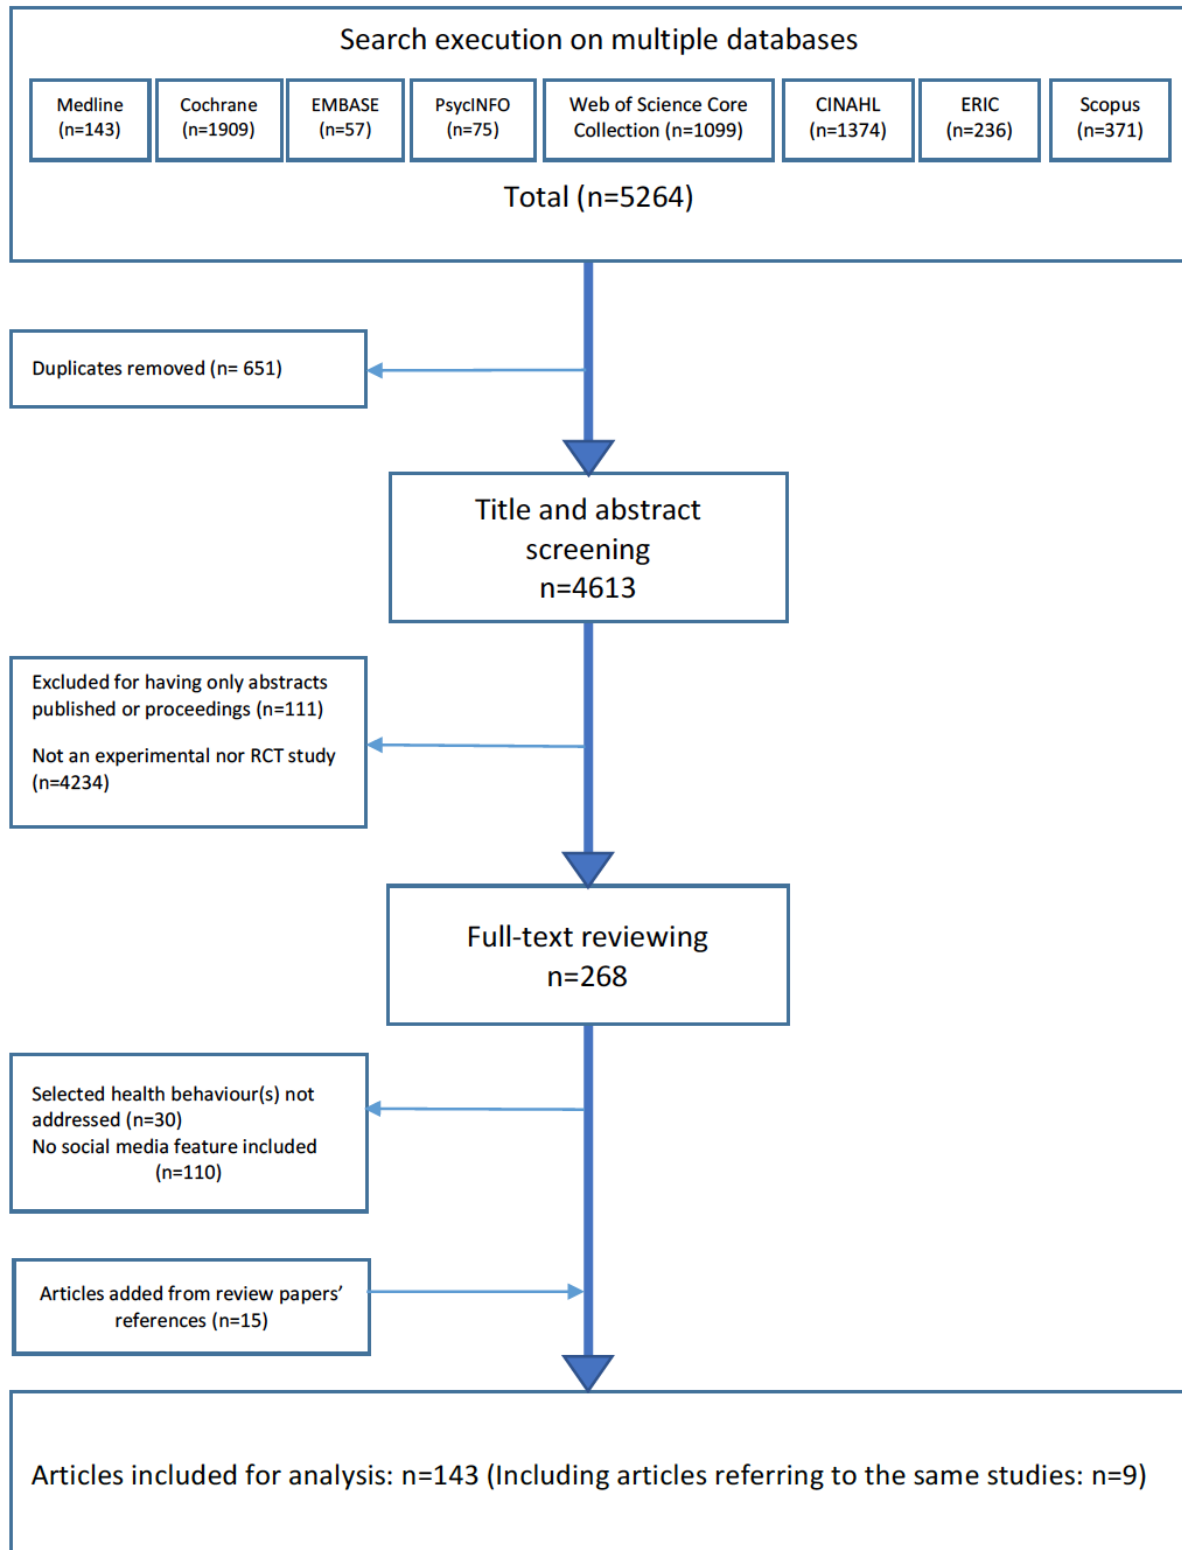 Search execution on multiple databases
Medline
(n=143)
Cochrane
(n=1909)
EMBASE
(n=57)
PsycINFO
(n=75)
Web of Science Core
Collection (n=1099)
CINAHL
(n=1374)
ERIC
(n=236)
Scopus
(n=371)
Total (n=5264)
Duplicates removed (n= 651)
Title and abstract
screening
n=4613
Excluded for having only abstracts
published or proceedings (n=111)
Not an experimental nor RCT study
(n=4234)
Full-text reviewing
n=268
Selected health behaviour(s) not
addressed (n=30)
No social media feature included
(n=110)
Articles added from review papers’
references (n=15)
Articles included for analysis: n=143 (Including articles referring to the same studies: n=9)